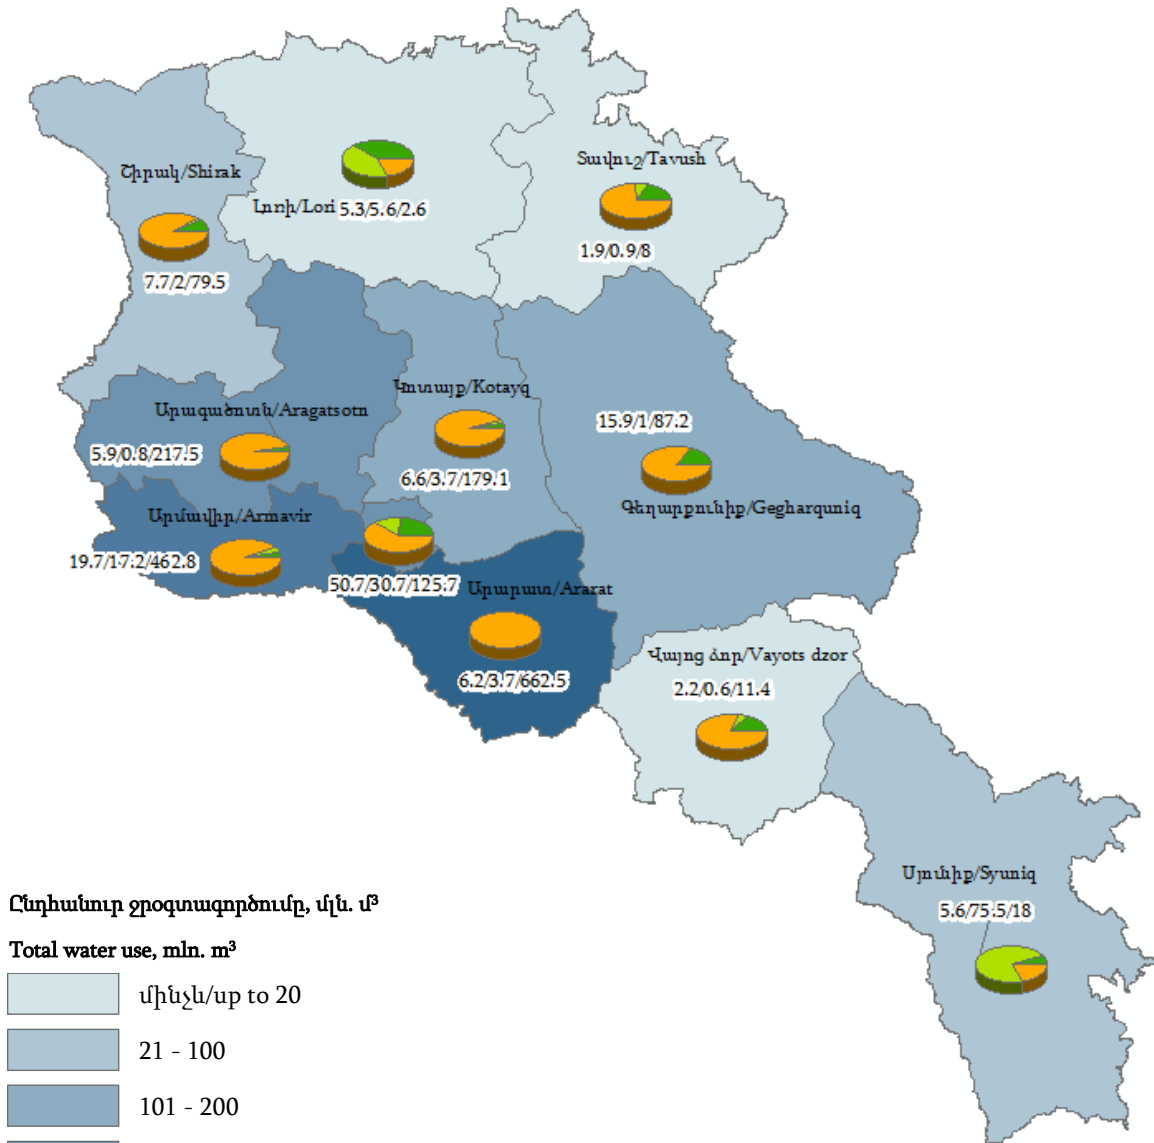 Շիրակ/Shirak
7.7/2/79.5
Լոռի/Lori 5.3/5.6/2.6
Տավուշ/Tavush
1.9/0.9/8
Արագածոտն/Aragatsotn
5.9/0.8/217.5
Կոտայք/Kotayq
6.6/3.7/179.1
15.9/1/87.2
Գեղարքունիք/Gegharquniq
Արմավիր/Armavir
19.7/17.2/462.8
50.7/30.7/125.7
Արարատ/Ararat
6.2/3.7/662.5
Վայոց ձոր/Vayots dzor
2.2/0.6/11.4
Սյունիք/Syuniq
5.6/75.5/18
Ընդհանուր ջրօգտագործումը, մլն. մ³
Total water use, mln. m³
մինչև/up to 20
21 - 100
101 - 200